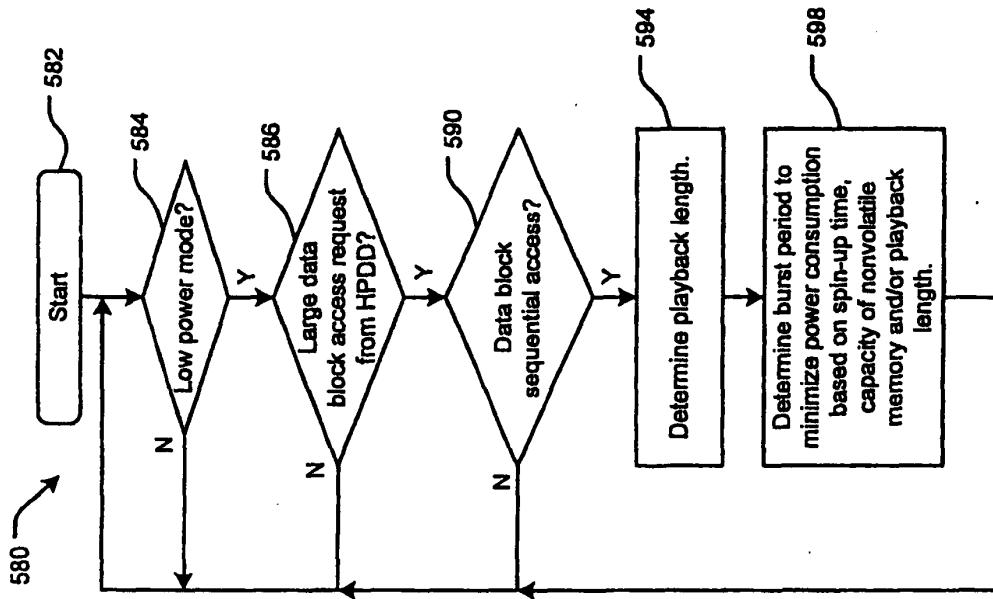 580
582
Start
584
Low power mode?
N
Y
586
Large data
block access request
from HPDD?
N
Y
590
Data block
sequential access?
N
Y
594
Determine playback length.
598
Determine burst period to
minimize power consumption
based on spin-up time,
capacity of nonvolatile
memory and/or playback
length.